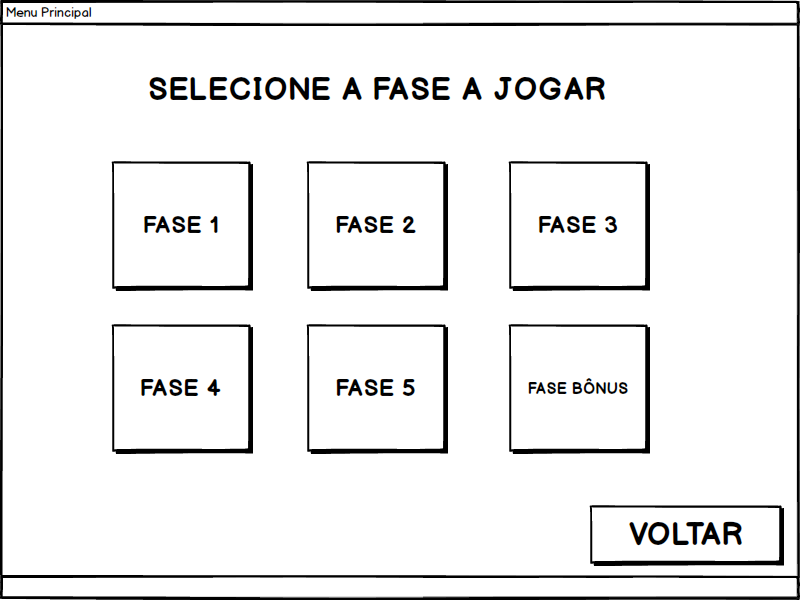 Menu Principal
SELECIONE A FASE A JOGAR
FASE 1
FASE 2
FASE 3
FASE 4
FASE 5
FASE BÔNUS
VOLTAR